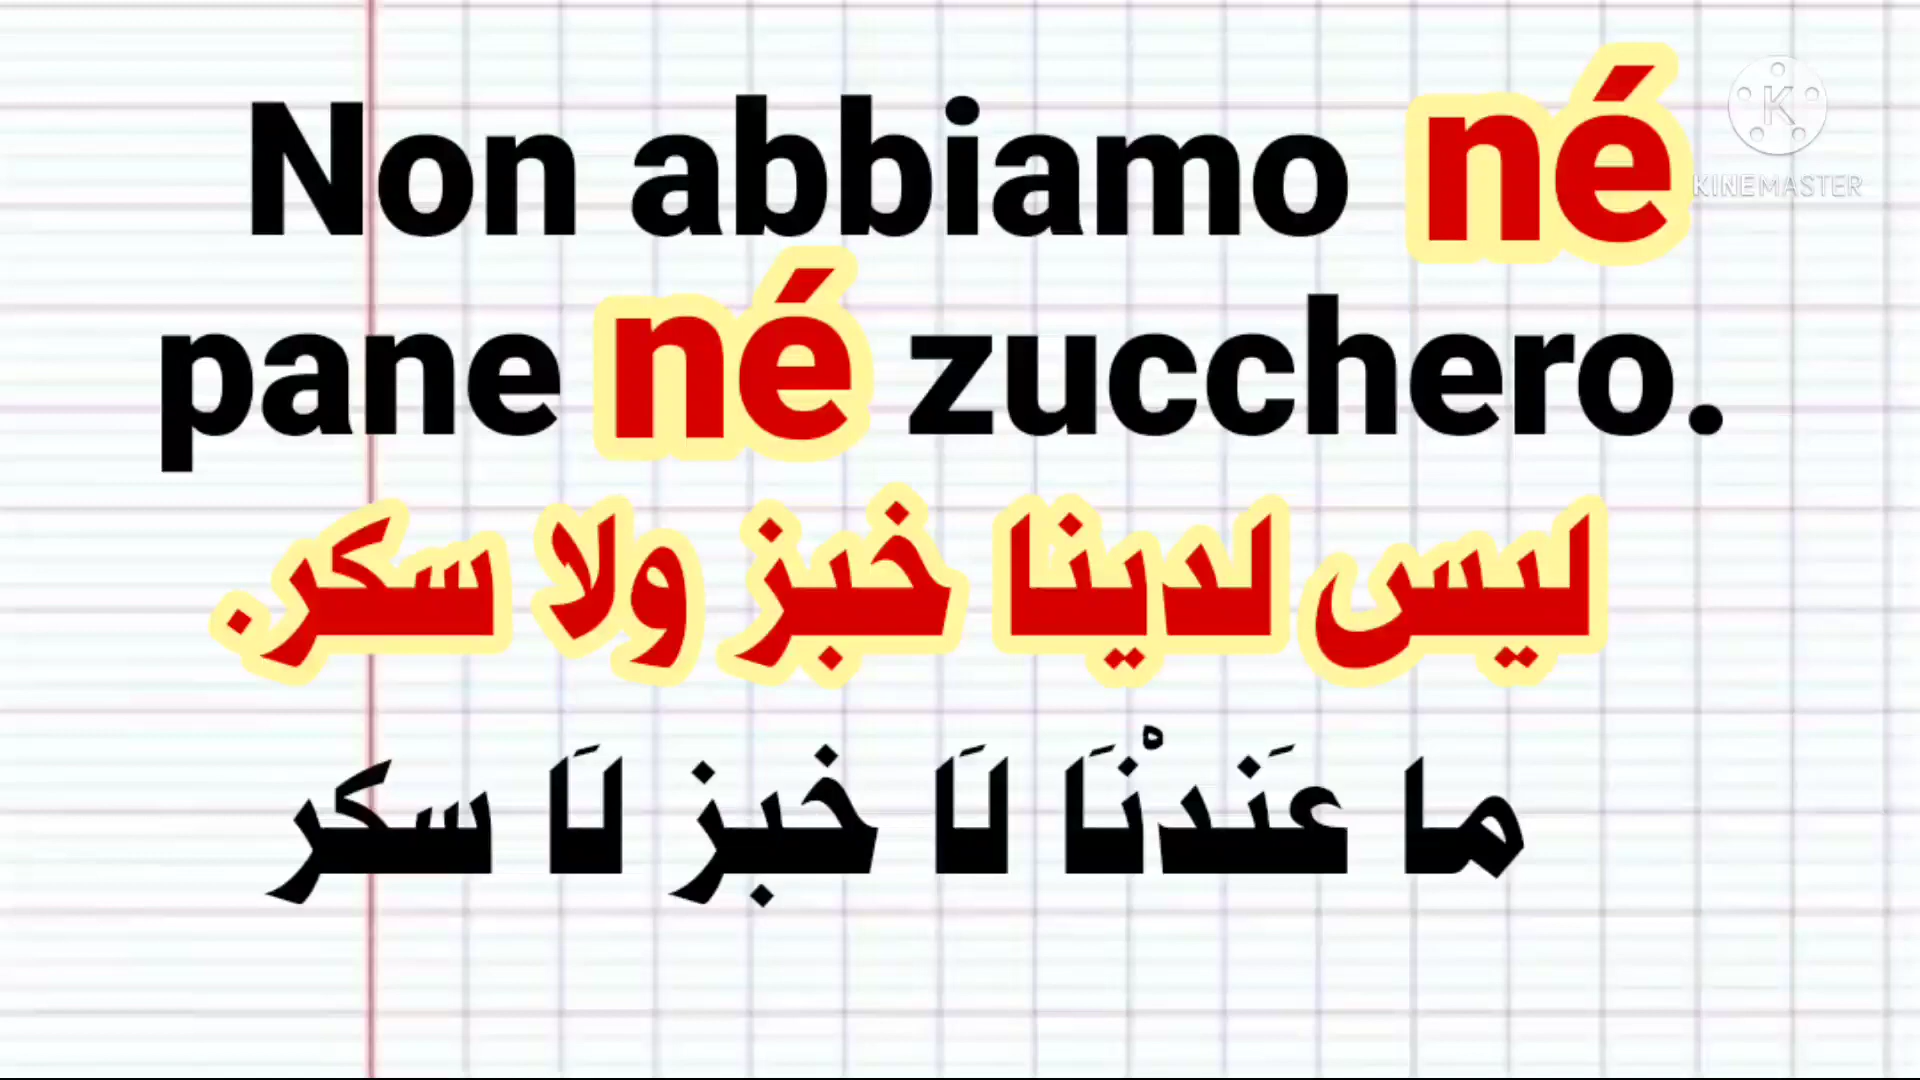 Non abbiamo né
KINEMASTER
pane né zucchero.
ليس لدينا خبز ولا سكر.
ما عَندْنَا لَا خبز لَا سكر